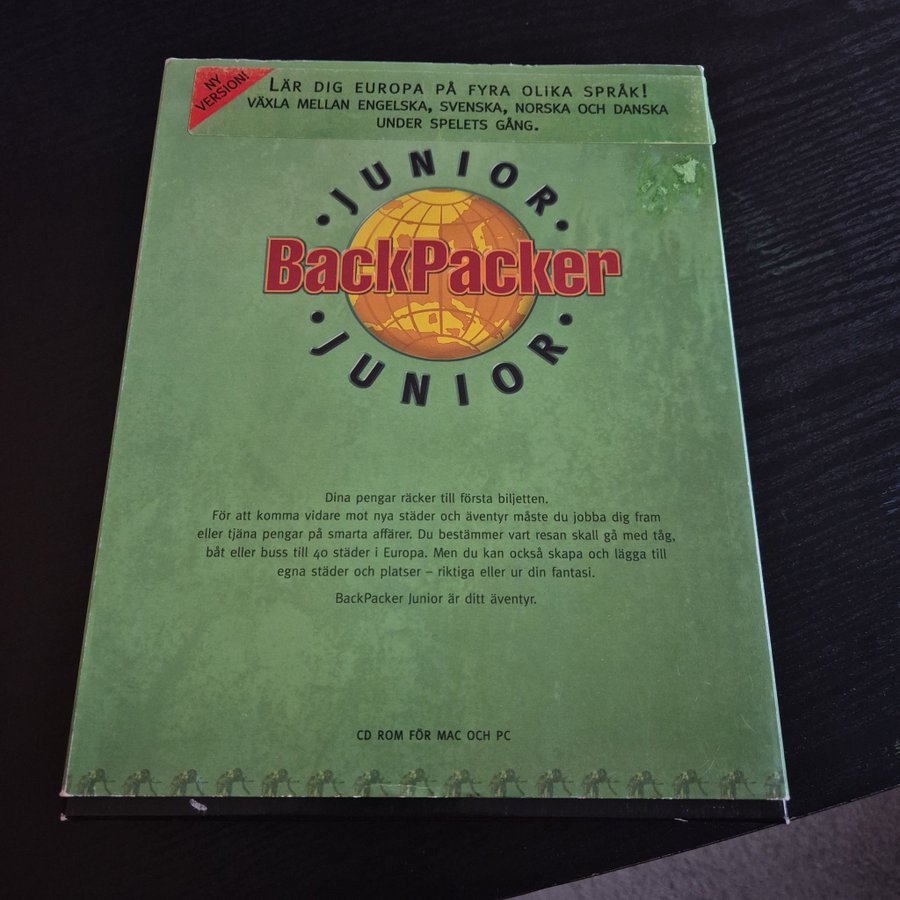 NY
VERSION!
LÄR DIG EUROPA PÅ FYRA OLIKA SPRÅK!
VÄXLA MELLAN ENGELSKA, SVENSKA, NORSKA OCH DANSKA
UNDER SPELETS GÅNG.
• JUNIOR •
BackPacker
• JUNIOR •
Dina pengar räcker till första biljetten.
För att komma vidare mot nya städer och äventyr måste du jobba dig fram
eller tjäna pengar på smarta affärer. Du bestämmer vart resan skall gå med tåg,
båt eller buss till 40 städer i Europa. Men du kan också skapa och lägga till
egna städer och platser – riktiga eller ur din fantasi.
BackPacker Junior är ditt äventyr.
CD ROM FÖR MAC OCH PC